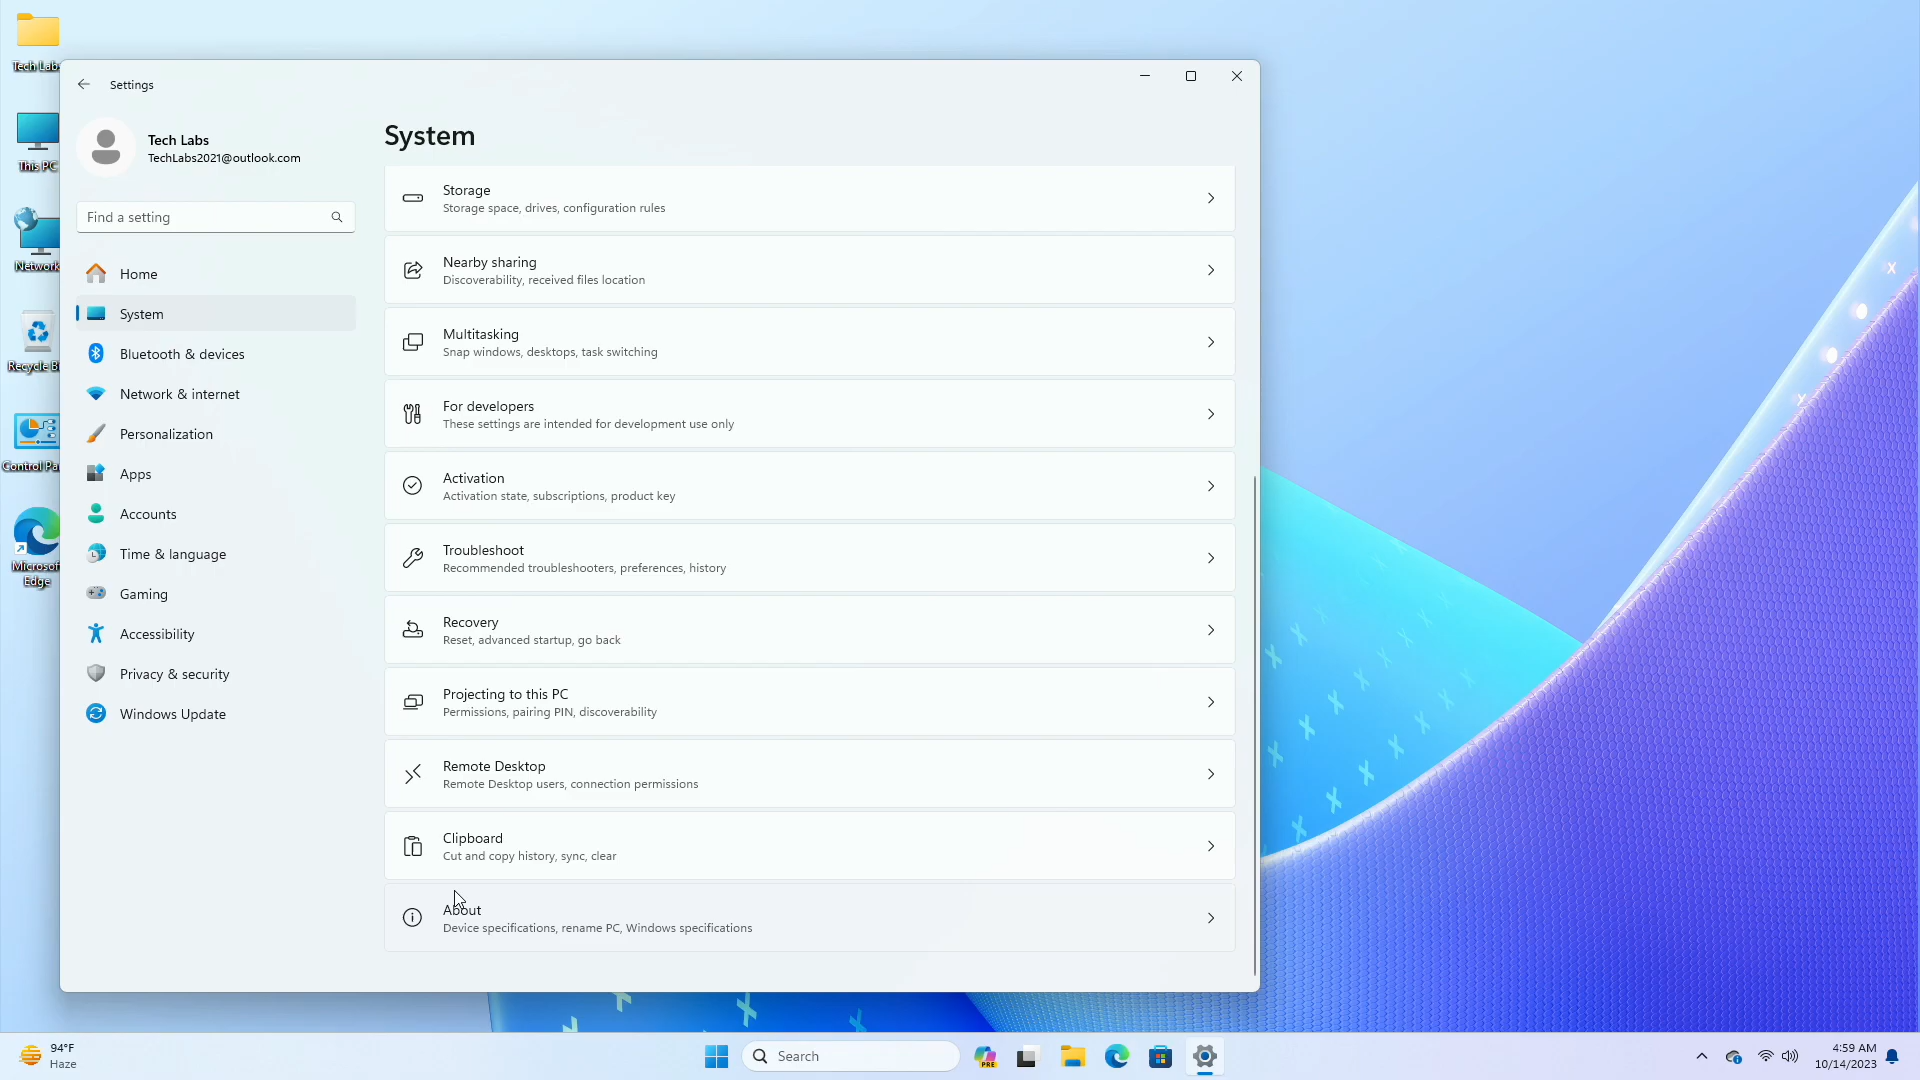 Tech Labs
This PC
Network
Control Pa
Microsoft
Edge
Settings
Tech Labs
TechLabs2021@outlook.com
Find a setting
Home
System
Bluetooth & devices
Network & internet
Personalization
Apps
Accounts
Time & language
Gaming
Accessibility
Privacy & security
Windows Update
System
Storage
Storage space, drives, configuration rules
Nearby sharing
Discoverability, received files location
Multitasking
Snap windows, desktops, task switching
For developers
These settings are intended for development use only
Activation
Activation state, subscriptions, product key
Troubleshoot
Recommended troubleshooters, preferences, history
Recovery
Reset, advanced startup, go back
Projecting to this PC
Permissions, pairing PIN, discoverability
Remote Desktop
Remote Desktop users, connection permissions
Clipboard
Cut and copy history, sync, clear
About
Device specifications, rename PC, Windows specifications
94°F
Haze
Search
PRE
4:59 AM
10/14/2023